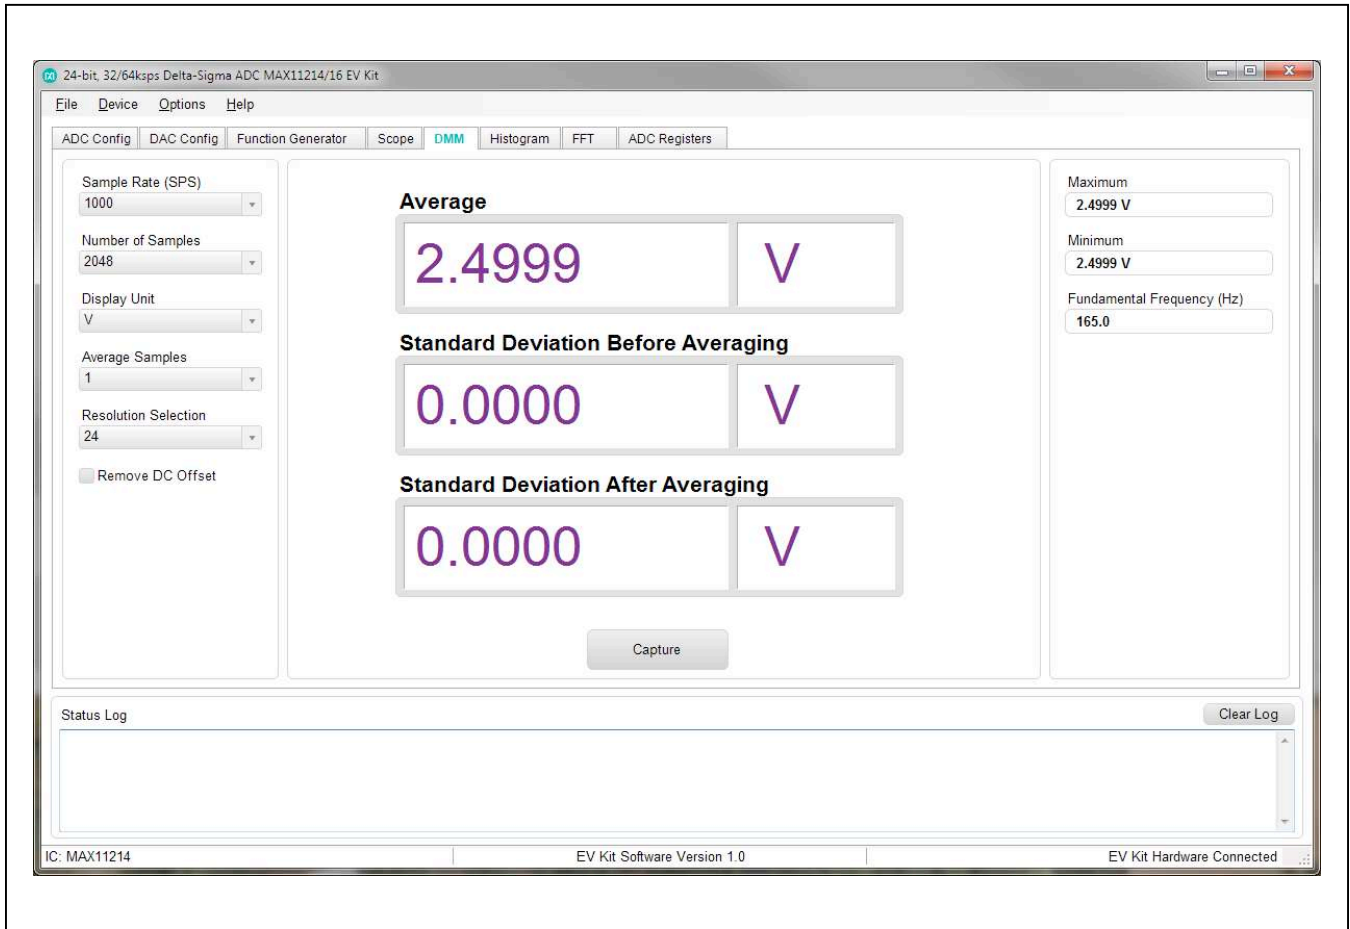 24-bit, 32/64ksps Delta-Sigma ADC MAX11214/16 EV Kit
File Device Options Help
ADC Config DAC Config Function Generator Scope DMM Histogram FFT ADC Registers
Sample Rate (SPS)
1000
Number of Samples
2048
Display Unit
V
Average Samples
1
Resolution Selection
24
Remove DC Offset
Average
2.4999 V
Standard Deviation Before Averaging
0.0000 V
Standard Deviation After Averaging
0.0000 V
Capture
Maximum
2.4999 V
Minimum
2.4999 V
Fundamental Frequency (Hz)
165.0
Status Log
Clear Log
IC: MAX11214 EV Kit Software Version 1.0 EV Kit Hardware Connected